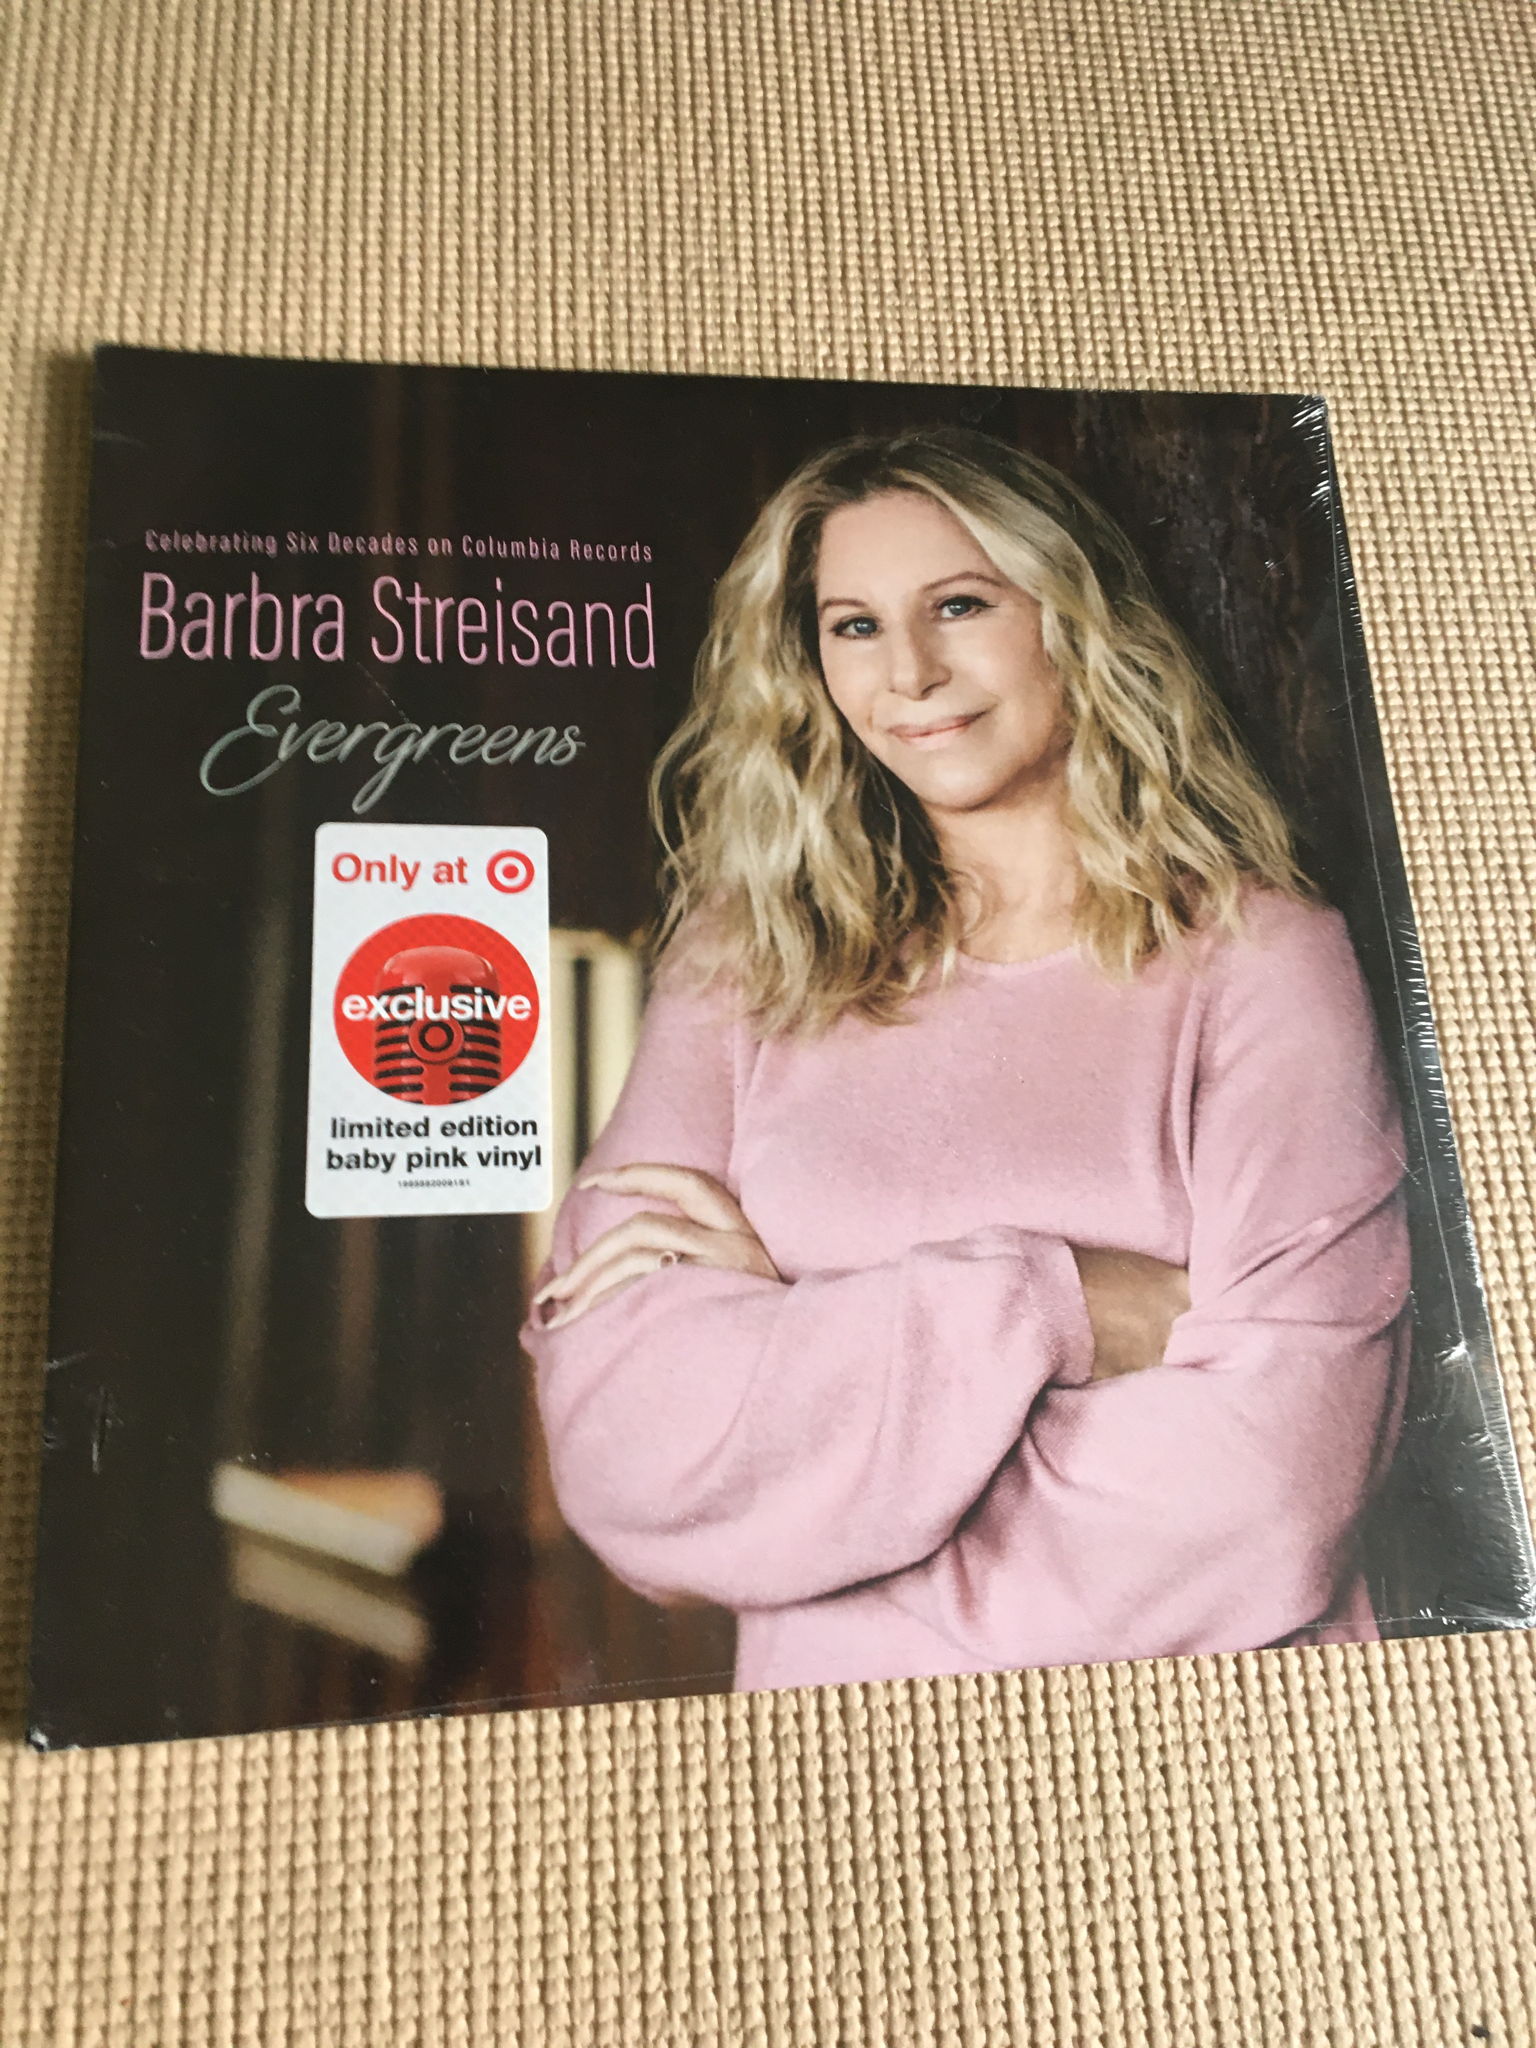 Celebrating Six Decades on Columbia Records
Barbra Streisand
Evergreens
Only at
exclusive
limited edition
baby pink vinyl